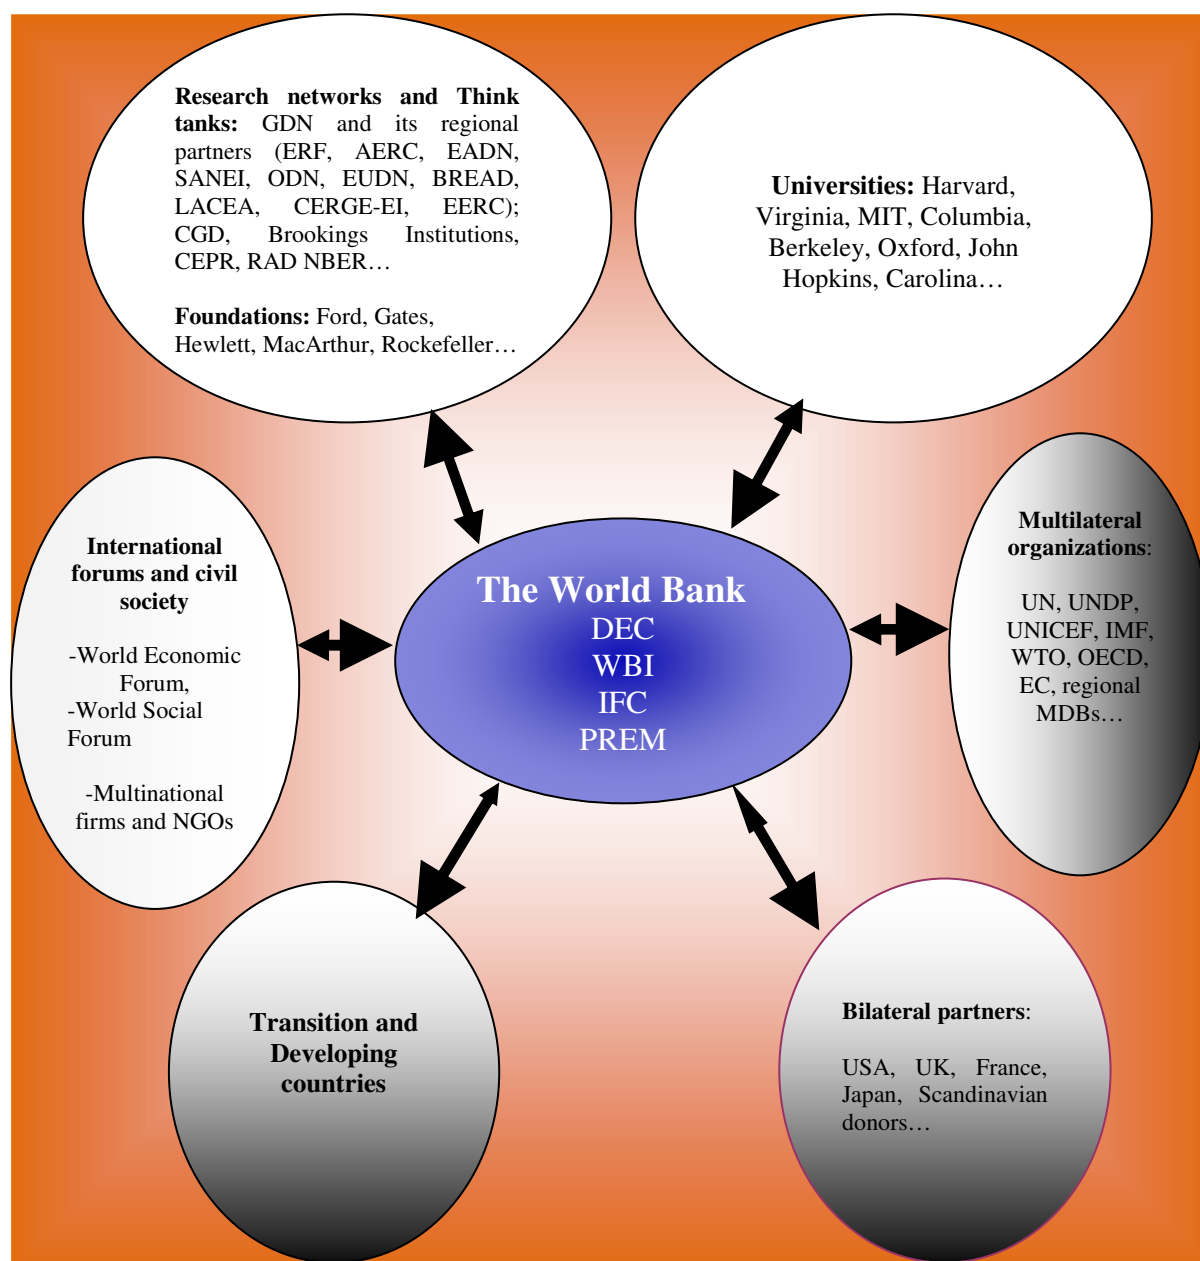 Research networks and Think
tanks: GDN and its regional
partners (ERF, AERC, EADN,
SANEI, ODN, EUDN, BREAD,
LACEA, CERGE-EI, EERC);
CGD, Brookings Institutions,
CEPR, RAD NBER…
Foundations: Ford, Gates,
Hewlett, MacArthur, Rockefeller…
Universities: Harvard,
Virginia, MIT, Columbia,
Berkeley, Oxford, John
Hopkins, Carolina…
International
forums and civil
society
-World Economic
Forum,
-World Social
Forum
-Multinational
firms and NGOs
The World Bank
DEC
WBI
IFC
PREM
Multilateral
organizations:
UN, UNDP,
UNICEF, IMF,
WTO, OECD,
EC, regional
MDBs…
Transition and
Developing
countries
Bilateral partners:
USA, UK, France,
Japan, Scandinavian
donors…